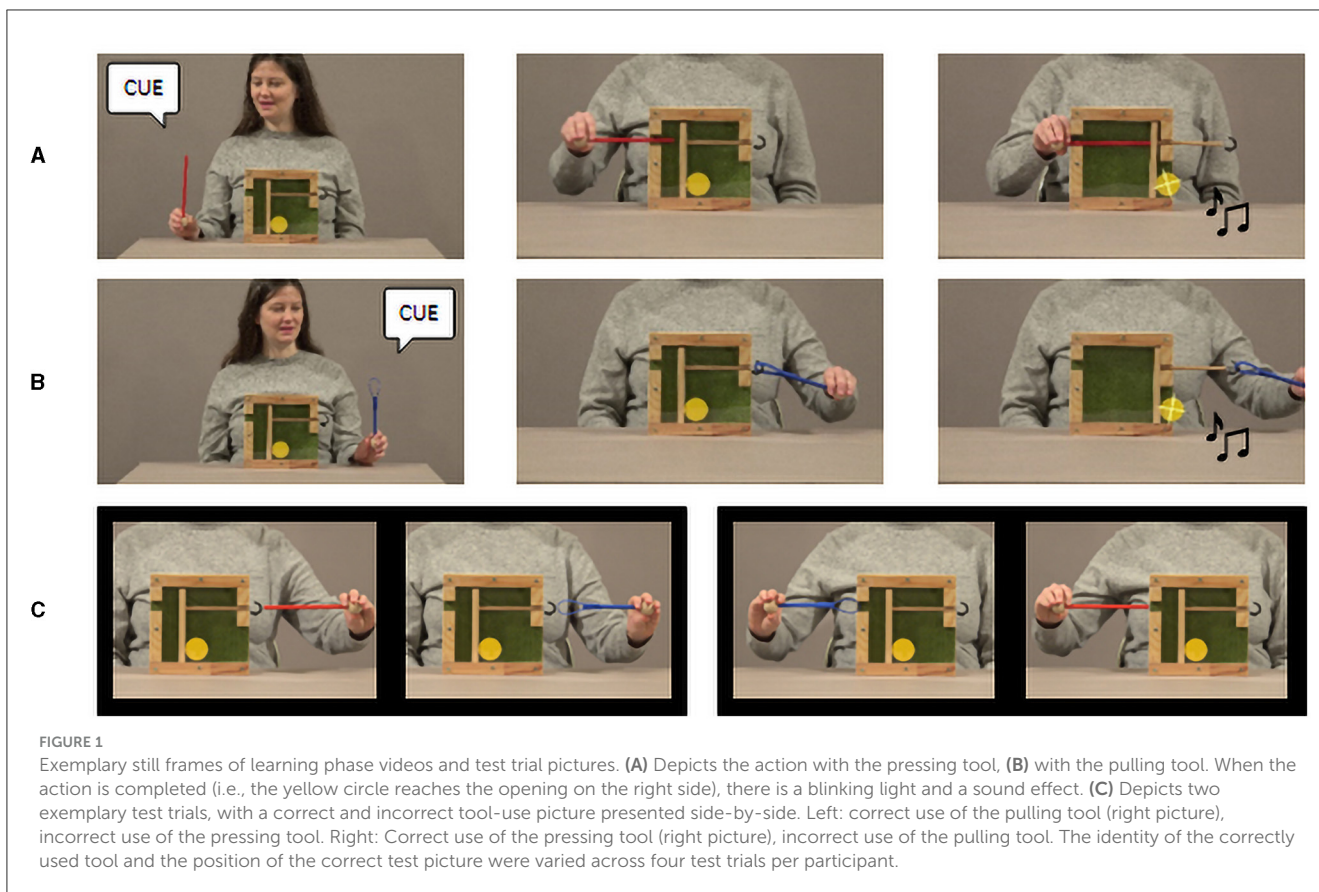 CUE
A
CUE
B
C
FIGURE 1
Exemplary still frames of learning phase videos and test trial pictures. (A) Depicts the action with the pressing tool, (B) with the pulling tool. When the
action is completed (i.e., the yellow circle reaches the opening on the right side), there is a blinking light and a sound effect. (C) Depicts two
exemplary test trials, with a correct and incorrect tool-use picture presented side-by-side. Left: correct use of the pulling tool (right picture),
incorrect use of the pressing tool. Right: Correct use of the pressing tool (right picture), incorrect use of the pulling tool. The identity of the correctly
used tool and the position of the correct test picture were varied across four test trials per participant.